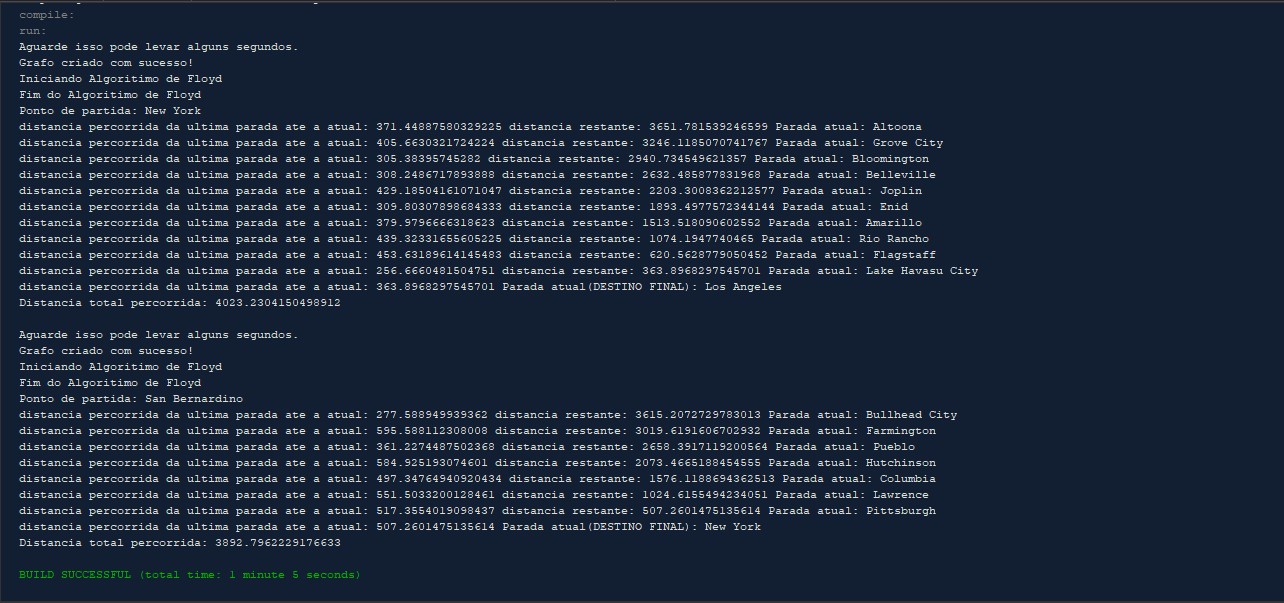 compile:
run:
Aguarde isso pode levar alguns segundos.
Grafo criado com sucesso!
Iniciando Algoritimo de Floyd
Fim do Algoritimo de Floyd
Ponto de partida: New York
distancia percorrida da ultima parada ate a atual: 371.44887580329225 distancia restante: 3651.781539246599 Parada atual: Altoona
distancia percorrida da ultima parada ate a atual: 405.6630321724224 distancia restante: 3246.1185070741767 Parada atual: Grove City
distancia percorrida da ultima parada ate a atual: 305.38395745282 distancia restante: 2940.734549621357 Parada atual: Bloomington
distancia percorrida da ultima parada ate a atual: 308.2486717893888 distancia restante: 2632.485877831968 Parada atual: Belleville
distancia percorrida da ultima parada ate a atual: 429.18504161071047 distancia restante: 2203.3008362212577 Parada atual: Joplin
distancia percorrida da ultima parada ate a atual: 309.80307898684333 distancia restante: 1893.4977572344144 Parada atual: Enid
distancia percorrida da ultima parada ate a atual: 379.9796666318623 distancia restante: 1513.518090602552 Parada atual: Amarillo
distancia percorrida da ultima parada ate a atual: 439.32331655605225 distancia restante: 1074.1947740465 Parada atual: Rio Rancho
distancia percorrida da ultima parada ate a atual: 453.63189614145483 distancia restante: 620.5628779050452 Parada atual: Flagstaff
distancia percorrida da ultima parada ate a atual: 256.6660481504751 distancia restante: 363.8968297545701 Parada atual: Lake Havasu City
distancia percorrida da ultima parada ate a atual: 363.8968297545701 Parada atual(DESTINO FINAL): Los Angeles
Distancia total percorrida: 4023.2304150498912
Aguarde isso pode levar alguns segundos.
Grafo criado com sucesso!
Iniciando Algoritimo de Floyd
Fim do Algoritimo de Floyd
Ponto de partida: San Bernardino
distancia percorrida da ultima parada ate a atual: 277.588949939362 distancia restante: 3615.2072729783013 Parada atual: Bullhead City
distancia percorrida da ultima parada ate a atual: 595.588112308008 distancia restante: 3019.6191606702932 Parada atual: Farmington
distancia percorrida da ultima parada ate a atual: 361.2274487502368 distancia restante: 2658.3917119200564 Parada atual: Pueblo
distancia percorrida da ultima parada ate a atual: 584.925193074601 distancia restante: 2073.4665188454555 Parada atual: Hutchinson
distancia percorrida da ultima parada ate a atual: 497.34764940920434 distancia restante: 1576.1188694362513 Parada atual: Columbia
distancia percorrida da ultima parada ate a atual: 551.5033200128461 distancia restante: 1024.6155494234051 Parada atual: Lawrence
distancia percorrida da ultima parada ate a atual: 517.3554019098437 distancia restante: 507.2601475135614 Parada atual: Pittsburgh
distancia percorrida da ultima parada ate a atual: 507.2601475135614 Parada atual(DESTINO FINAL): New York
Distancia total percorrida: 3892.7962229176633
BUILD SUCCESSFUL (total time: 1 minute 5 seconds)